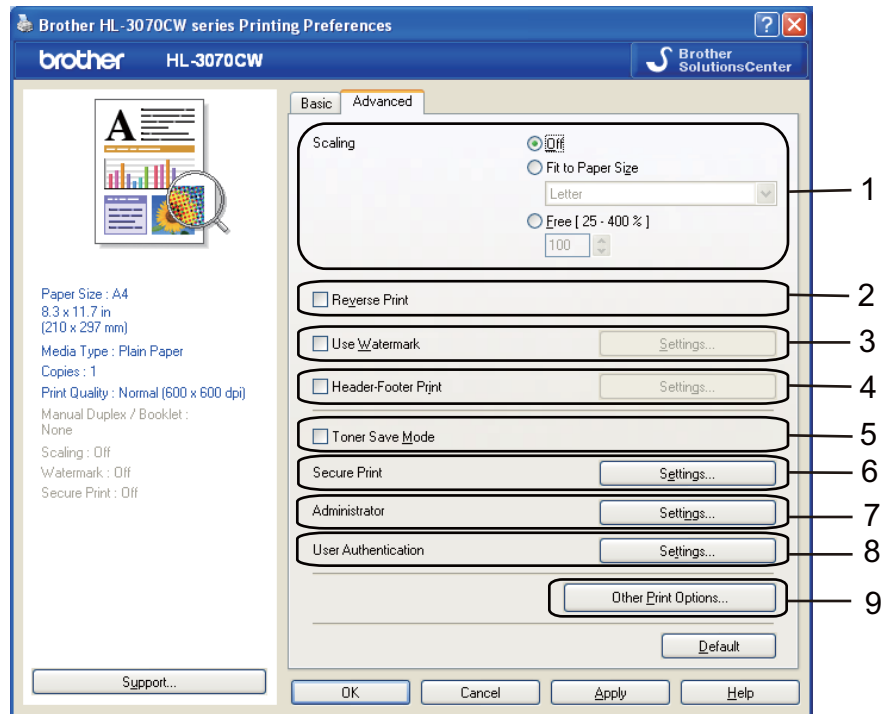 Brother HL-3070CW series Printing Preferences
brother HL-3070CW
Brother
SolutionsCenter
A
Paper Size : A4
8.3 x 11.7 in
(210 x 297 mm)
Media Type : Plain Paper
Copies : 1
Print Quality : Normal (600 x 600 dpi)
Manual Duplex / Booklet :
None
Scaling : Off
Watermark : Off
Secure Print : Off
Support...
Basic
Advanced
Scaling
Off
Fit to Paper Size
Letter
Free [ 25 - 400 % ]
100
1
Reverse Print
2
Use Watermark Settings...
3
Header-Footer Print Settings...
4
Toner Save Mode
5
Secure Print Settings...
6
Administrator Settings...
7
User Authentication Settings...
8
Other Print Options...
9
Default
OK Cancel Apply Help